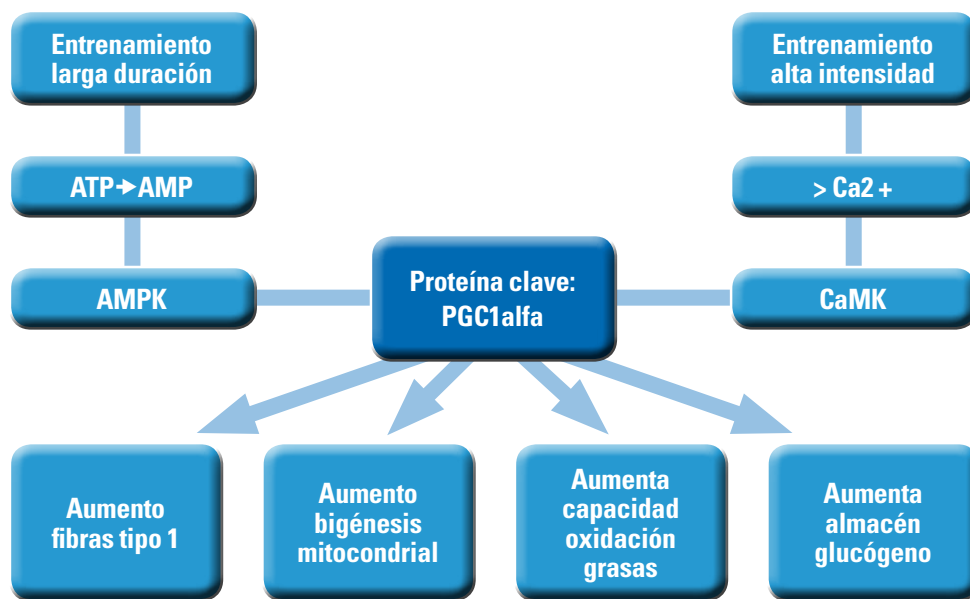 Entrenamiento
larga duración
Entrenamiento
alta intensidad
ATP→AMP
> Ca2 +
AMPK
Proteína clave:
PGC1alfa
CaMK
Aumento
fibras tipo 1
Aumento
bigénesis
mitocondrial
Aumenta
capacidad
oxidación
grasas
Aumenta
almacén
glucógeno